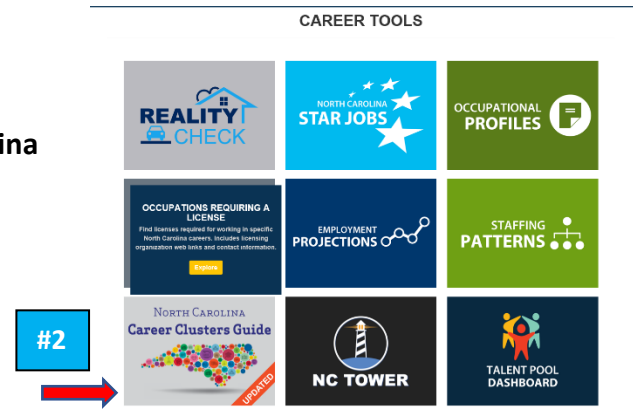 CAREER TOOLS
ina
REALITY
CHECK
NORTH CAROLINA
STAR JOBS
OCCUPATIONAL
PROFILES
OCCUPATIONS REQUIRING A
LICENSE
Find licenses required for working in specific
North Carolina careers. Includes licensing
organization web links and contact information.
Explore
EMPLOYMENT
PROJECTIONS
STAFFING
PATTERNS
#2
NORTH CAROLINA
Career Clusters Guide
UPDATED
NC TOWER
TALENT POOL
DASHBOARD